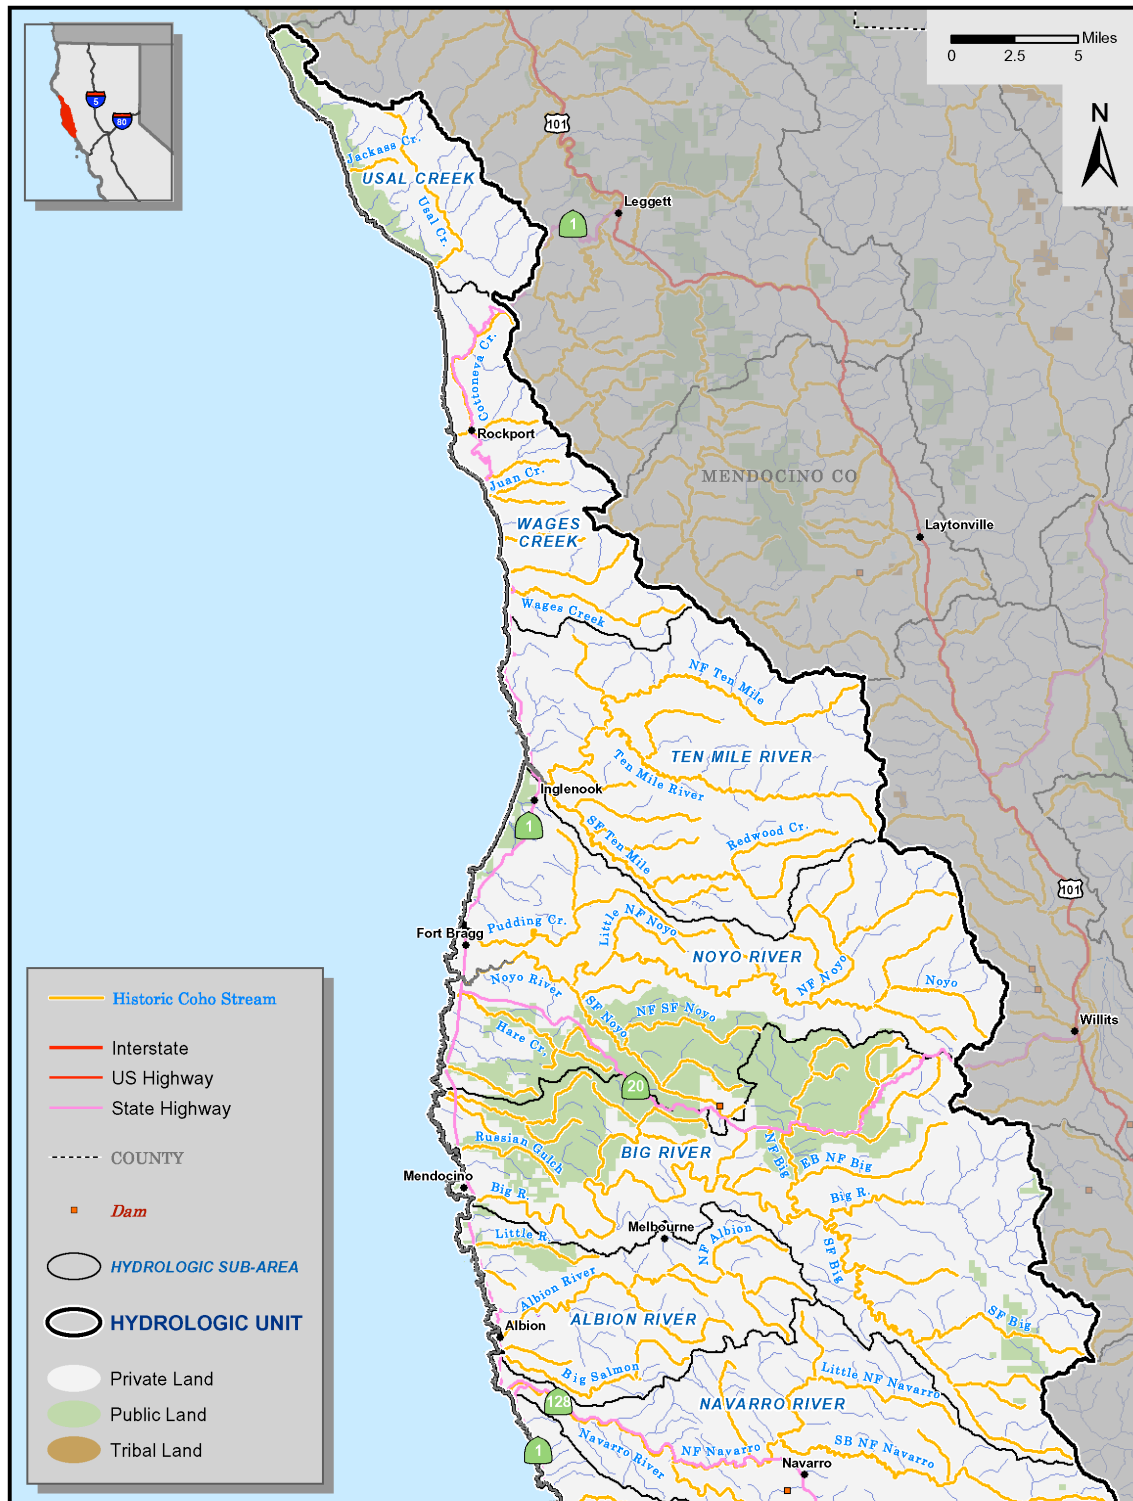 Miles
0 2.5 5
N
5
80
101
Leggett
1
Jackass Cr.
USAL CREEK
Usal Cr.
Cottoneva Cr.
Rockport
MENDOCINO CO
Juan Cr.
WAGES
CREEK
Laytonville
Wages Creek
NF Ten Mile
TEN MILE RIVER
Ten Mile River
Inglenook
1
SF Ten Mile
Redwood Cr.
101
Pudding Cr.
Little NF Noyo
Fort Bragg
NOYO RIVER
NF Noyo
Noyo
Noyo River
SF Noyo
NF SF Noyo
Hare Cr.
Willits
20
Russian Gulch
BIG RIVER
NF Big
EB NF Big
Mendocino
Big R.
Big R.
Little R.
Melbourne
NF Albion
SF Big
Albion River
SF Big
Albion
ALBION RIVER
Big Salmon
Little NF Navarro
128
NAVARRO RIVER
1
Navarro River
NF Navarro
SB NF Navarro
Navarro
Historic Coho Stream
Interstate
US Highway
State Highway
COUNTY
Dam
HYDROLOGIC SUB-AREA
HYDROLOGIC UNIT
Private Land
Public Land
Tribal Land